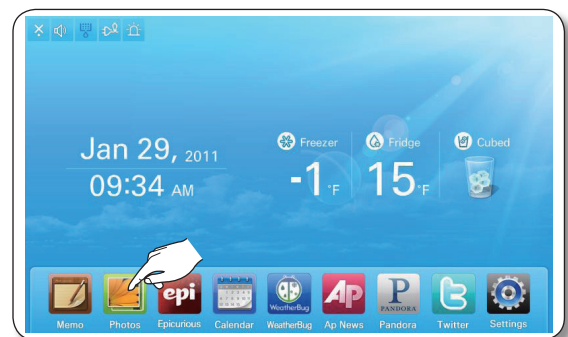 Freezer Fridge Cubed
Jan 29, 2011
-1 °F 15 °F
09:34 AM
epi WeatherBug AP P PANDORA
Memo Photos Epicurious Calendar WeatherBug Ap News Pandora Twitter Settings